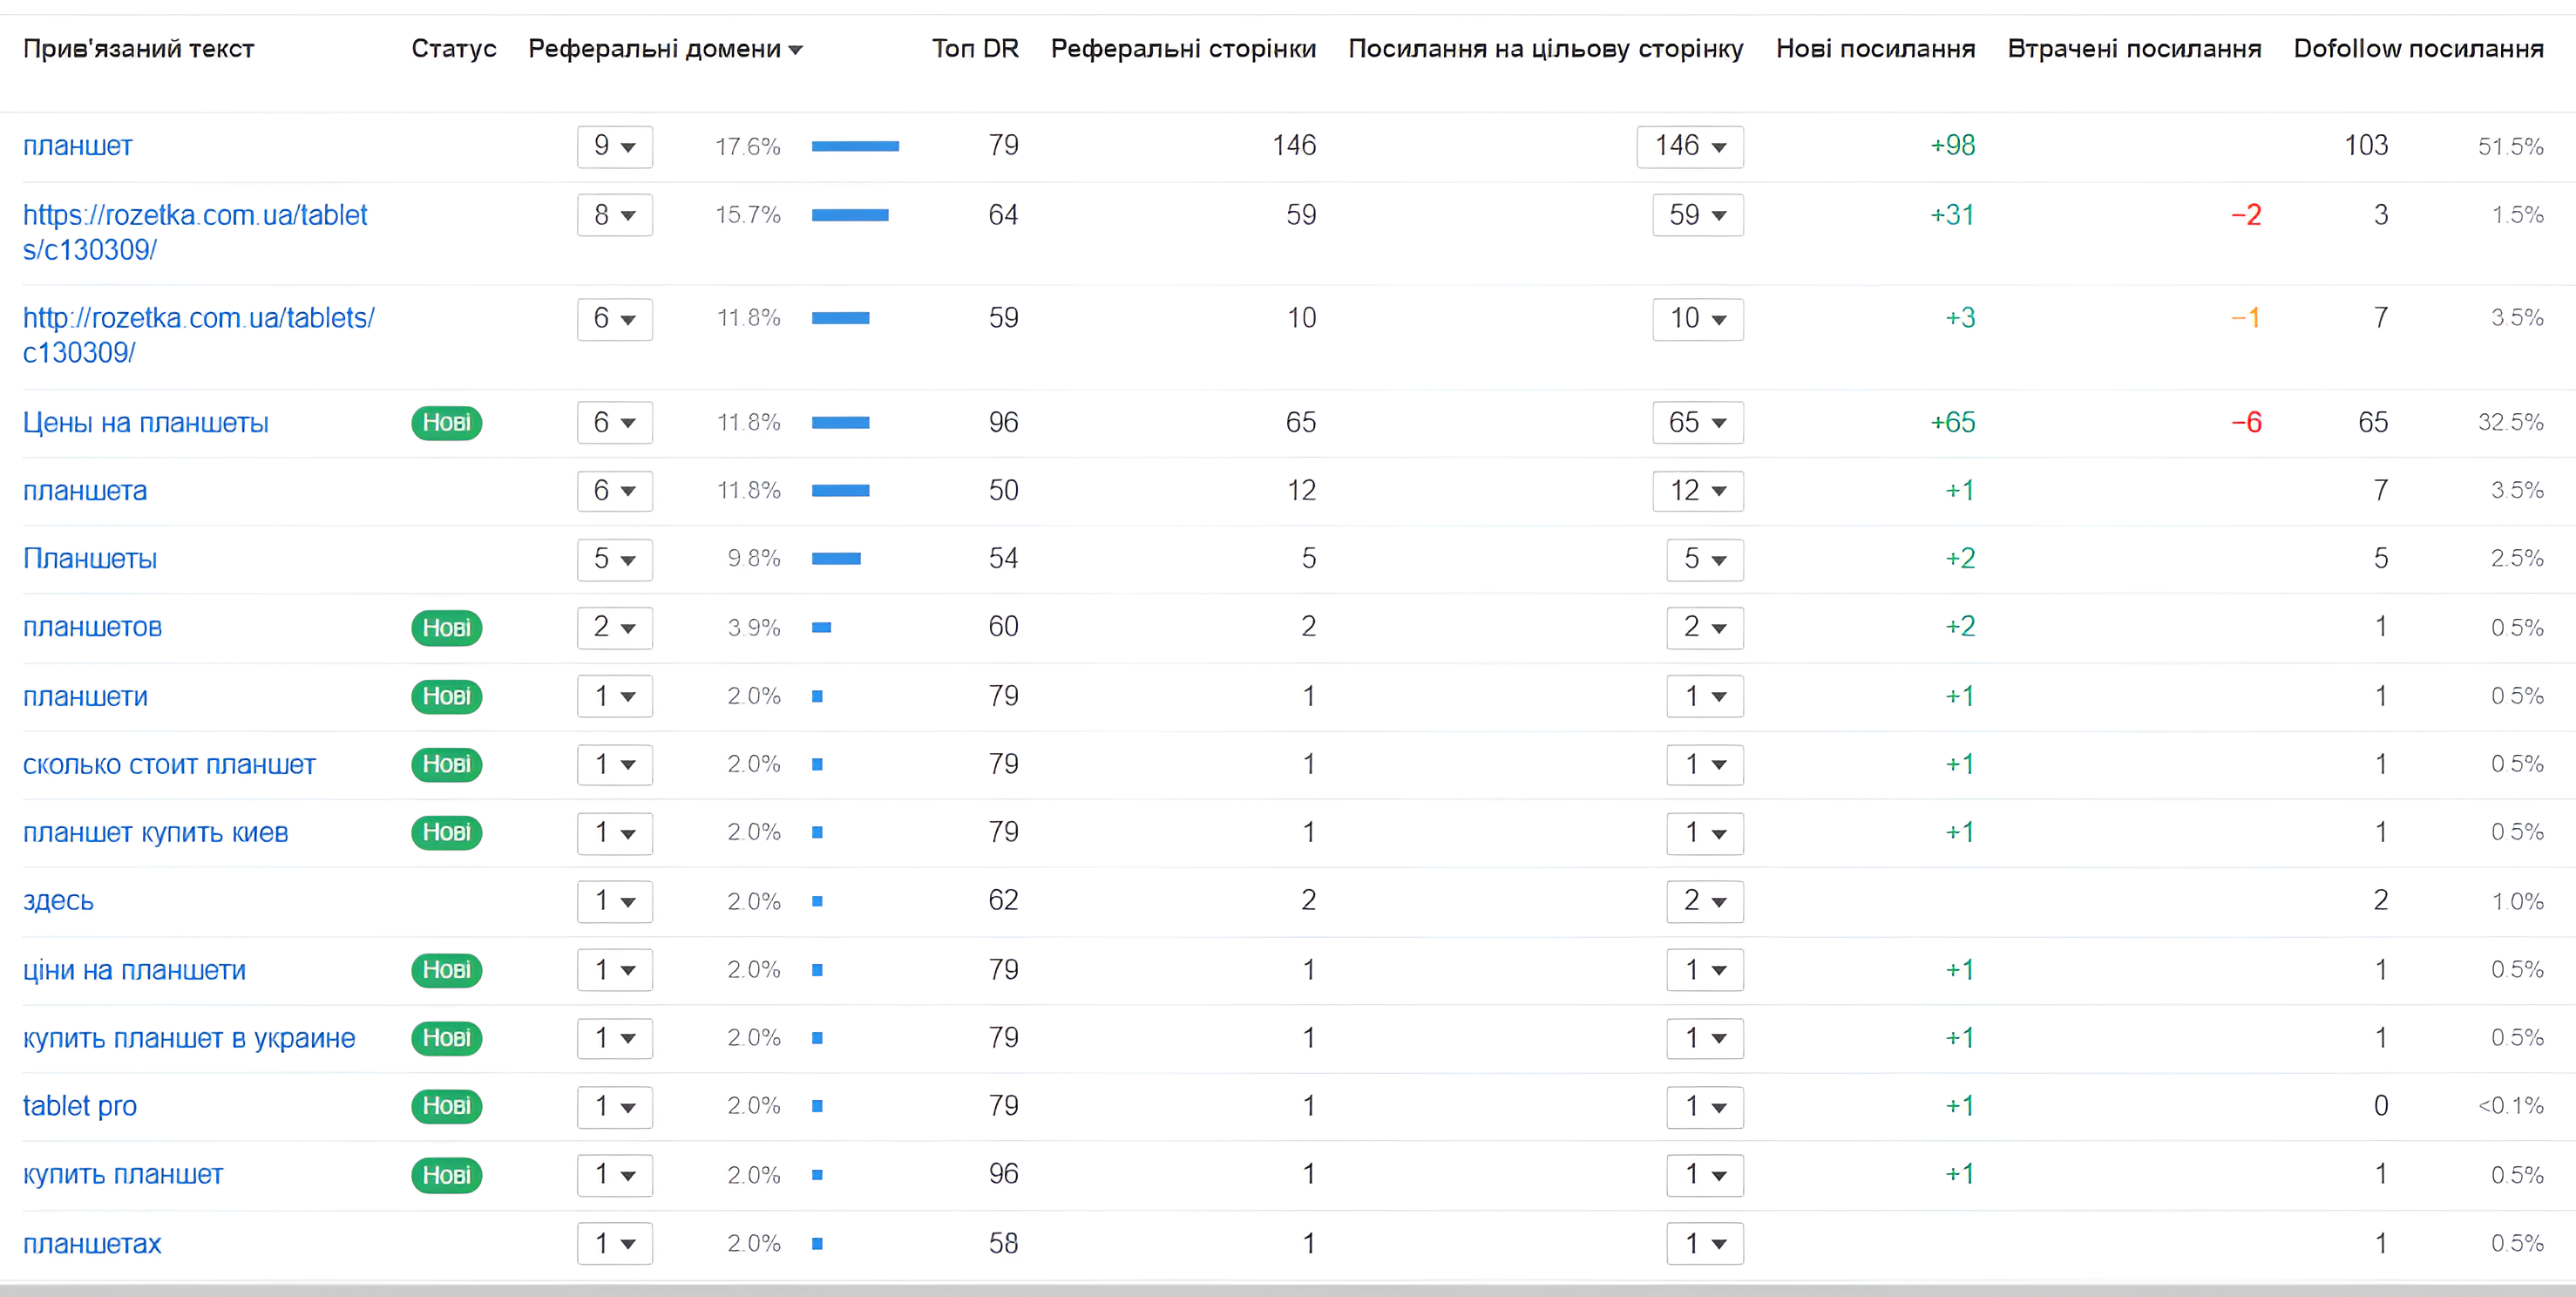 Прив'язаний текст Статус Реферальні домени Топ DR Реферальні сторінки Посилання на цільову сторінку Нові посилання Втрачені посилання Dofollow посилання
планшет 9 17.6% 79 146 146 +98 103 51.5%
https://rozetka.com.ua/tablet 8 15.7% 64 59 59 +31 −2 3 1.5%
s/c130309/
http://rozetka.com.ua/tablets/ 6 11.8% 59 10 10 +3 −1 7 3.5%
c130309/
Цены на планшеты Нові 6 11.8% 96 65 65 +65 −6 65 32.5%
планшета 6 11.8% 50 12 12 +1 7 3.5%
Планшеты 5 9.8% 54 5 5 +2 5 2.5%
планшетов Нові 2 3.9% 60 2 2 +2 1 0.5%
планшети Нові 1 2.0% 79 1 1 +1 1 0.5%
сколько стоит планшет Нові 1 2.0% 79 1 1 +1 1 0.5%
планшет купить киев Нові 1 2.0% 79 1 1 +1 1 0.5%
здесь 1 2.0% 62 2 2 2 1.0%
ціни на планшети Нові 1 2.0% 79 1 1 +1 1 0.5%
купить планшет в украине Нові 1 2.0% 79 1 1 +1 1 0.5%
tablet pro Нові 1 2.0% 79 1 1 +1 0 <0.1%
купить планшет Нові 1 2.0% 96 1 1 +1 1 0.5%
планшетах 1 2.0% 58 1 1 1 0.5%